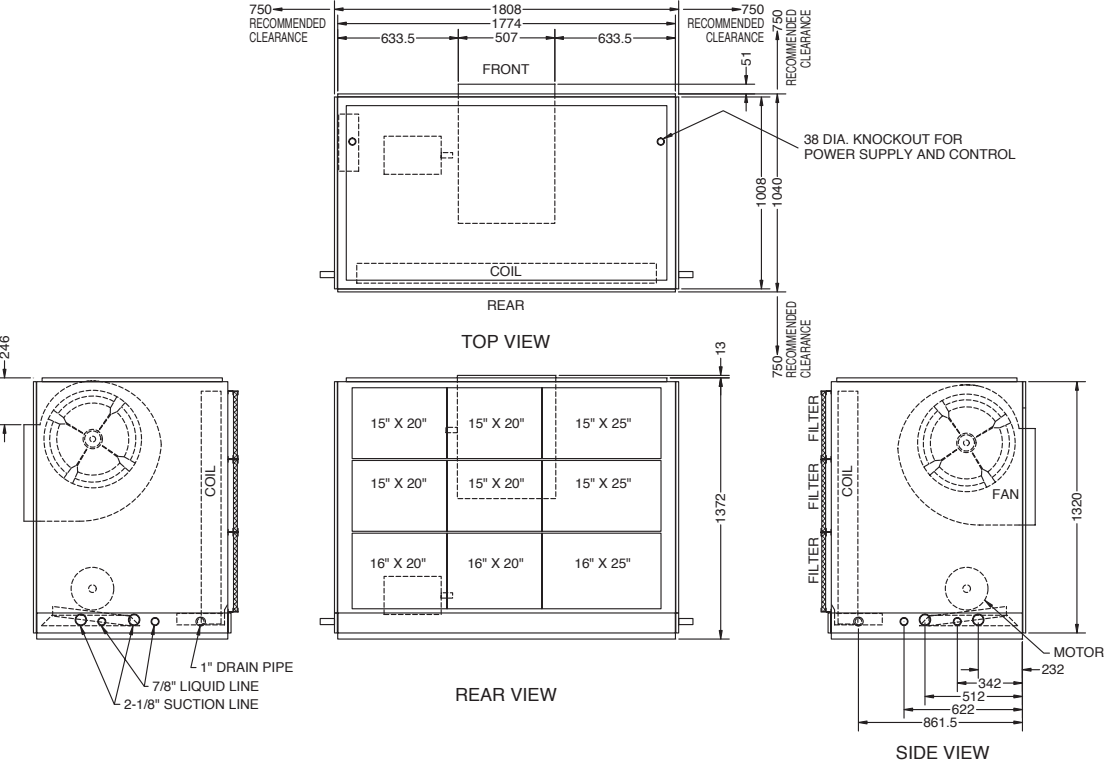 750
RECOMMENDED
CLEARANCE
1808
1774
633.5
507
633.5
750
RECOMMENDED
CLEARANCE
750
RECOMMENDED
CLEARANCE
51
FRONT
38 DIA. KNOCKOUT FOR
POWER SUPPLY AND CONTROL
1008
1040
COIL
REAR
TOP VIEW
750
RECOMMENDED
CLEARANCE
246
COIL
1" DRAIN PIPE
7/8" LIQUID LINE
2-1/8" SUCTION LINE
13
15" X 20"
15" X 20"
15" X 25"
15" X 20"
15" X 20"
15" X 25"
16" X 20"
16" X 20"
16" X 25"
1372
REAR VIEW
FILTER
FILTER
FILTER
COIL
FAN
1320
MOTOR
232
342
512
622
861.5
SIDE VIEW